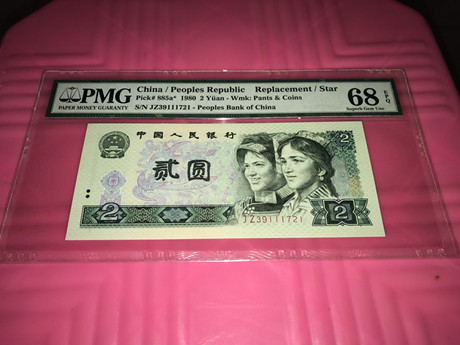 PMG
PAPER MONEY GUARANTY
China / Peoples Republic Replacement / Star
Pick# 885a* 1980 2 Yüan - Wmk: Pants & Coins
S/N JZ39111721 - Peoples Bank of China
68 EPQ
Superb Gem Unc
中国人民银行
贰圆
2
2
2
JZ39111721